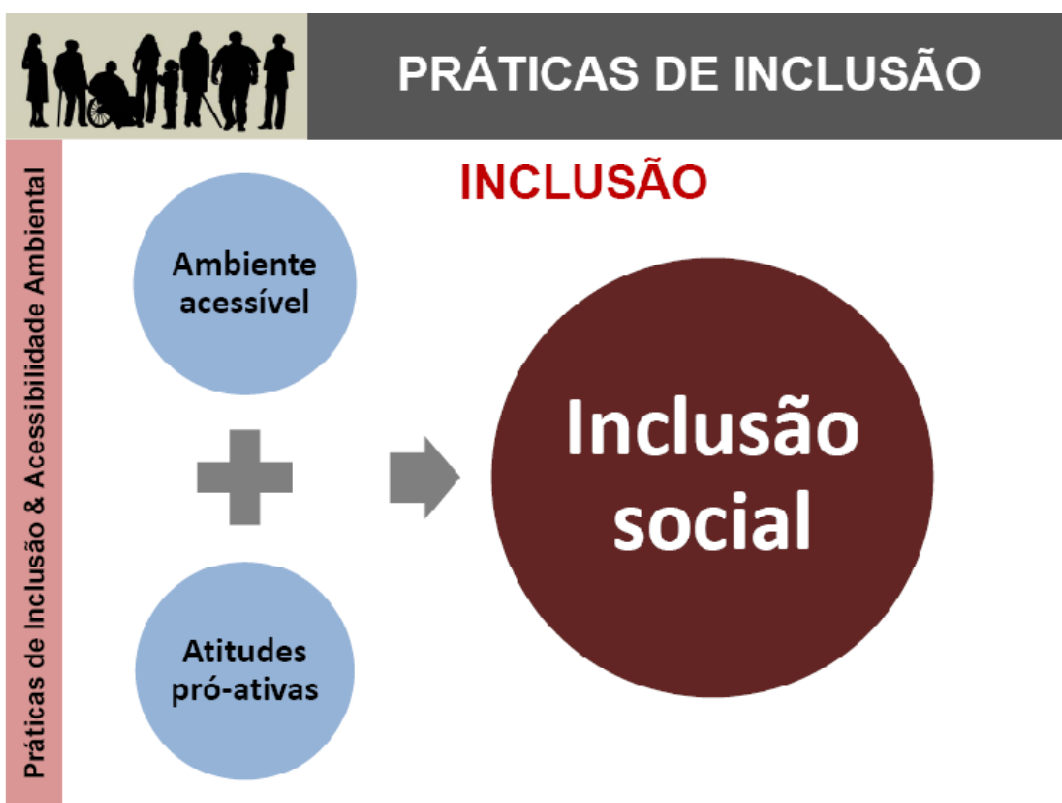 PRÁTICAS DE INCLUSÃO
Práticas de Inclusão & Acessibilidade Ambiental
INCLUSÃO
Ambiente
acessível
Atitudes
pró-ativas
Inclusão
social